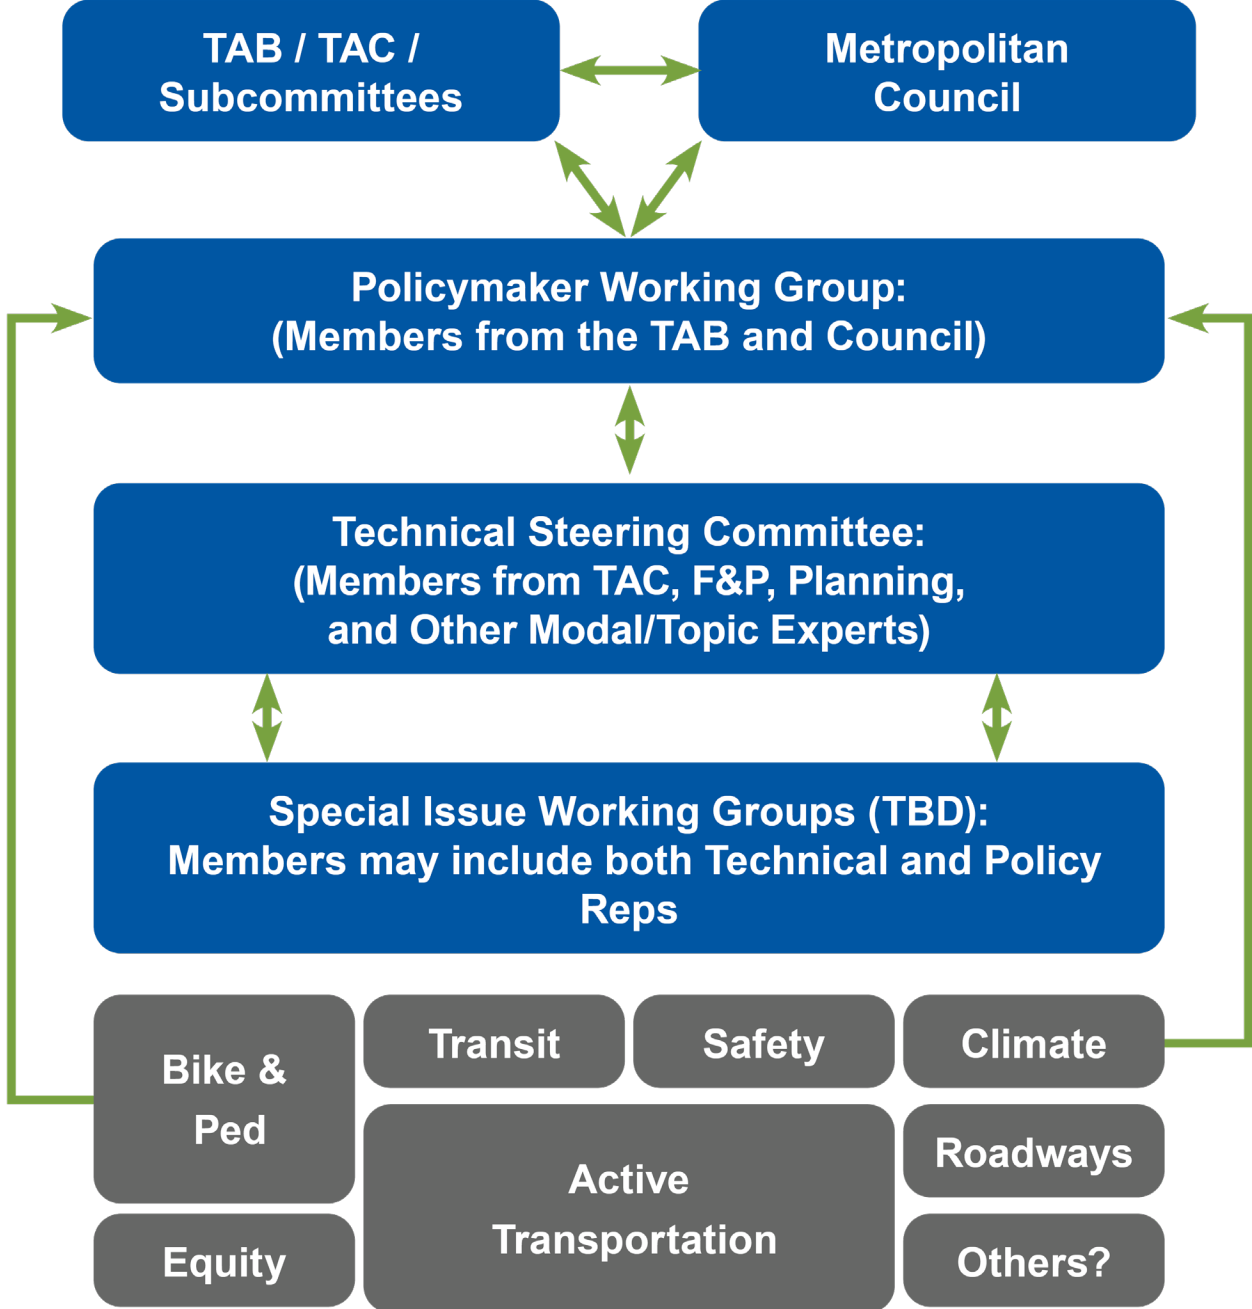 TAB / TAC /
Subcommittees
Metropolitan
Council
Policymaker Working Group:
(Members from the TAB and Council)
Technical Steering Committee:
(Members from TAC, F&P, Planning,
and Other Modal/Topic Experts)
Special Issue Working Groups (TBD):
Members may include both Technical and Policy
Reps
Bike &
Ped
Transit
Safety
Climate
Active
Transportation
Roadways
Equity
Others?